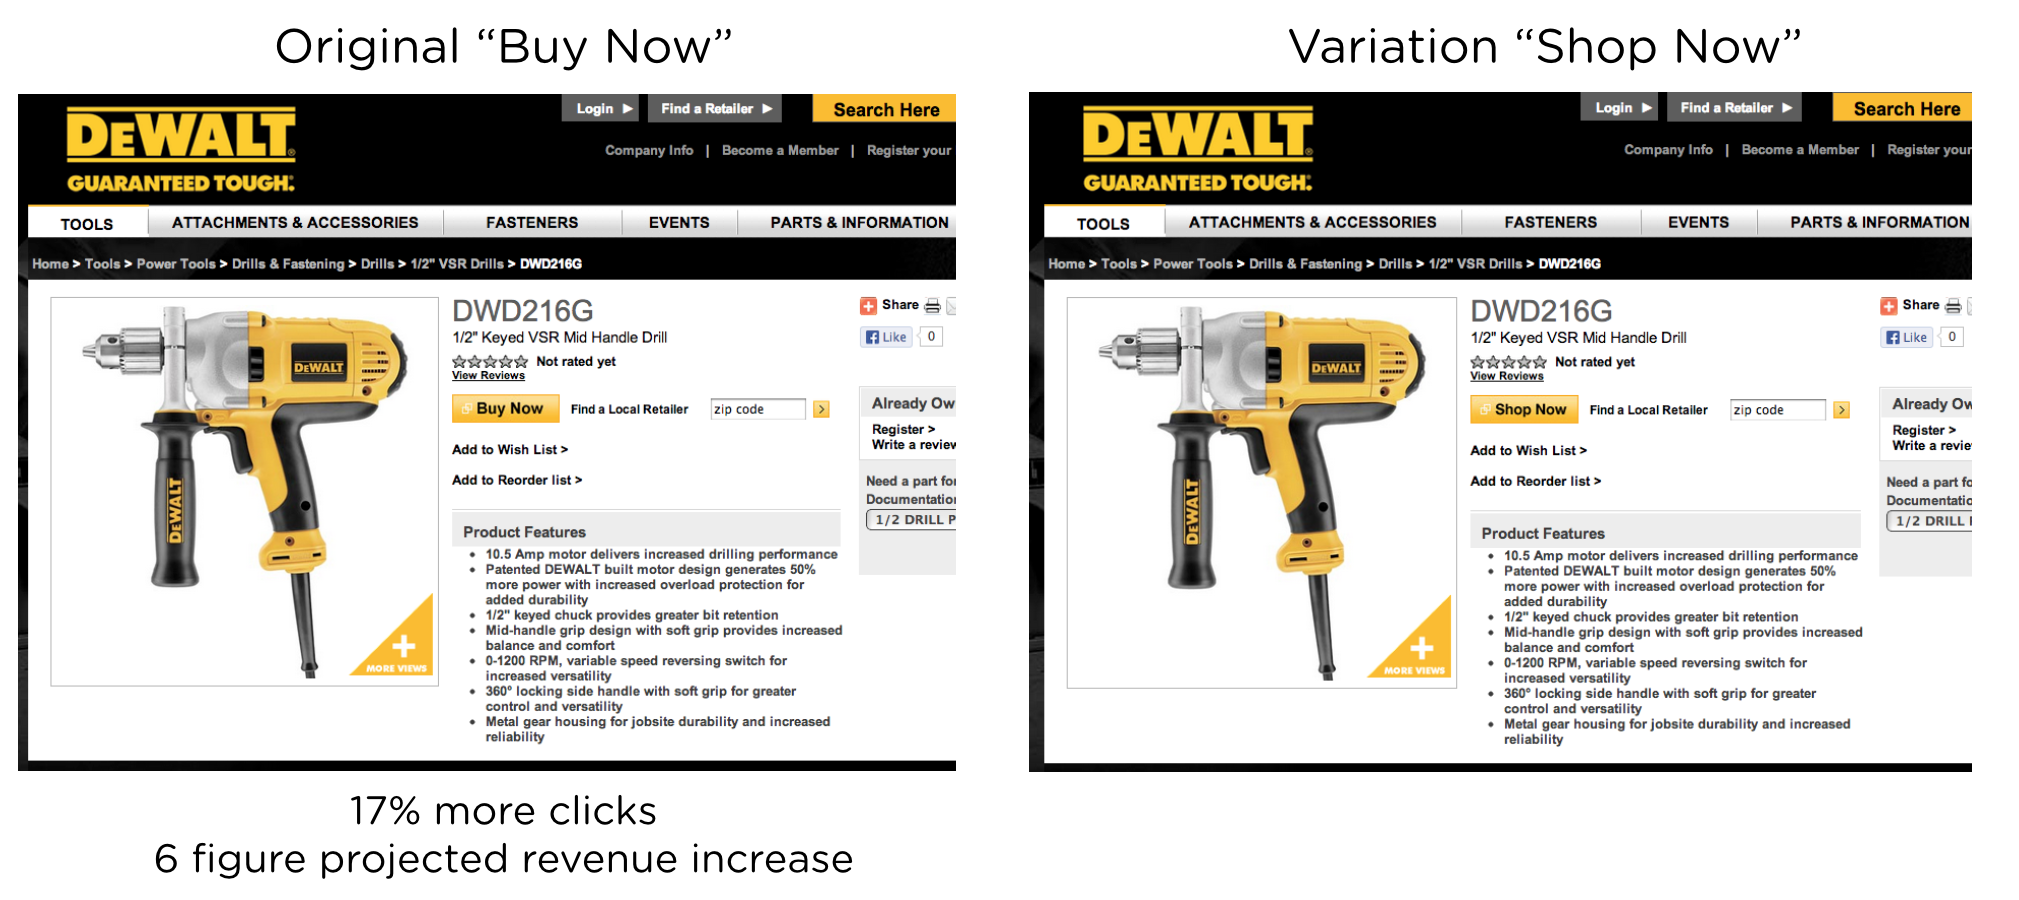 Original “Buy Now”
DEWALT®
GUARANTEED TOUGH.®
Login
Find a Retailer
Search Here
Company Info | Become a Member | Register your
TOOLS
ATTACHMENTS & ACCESSORIES
FASTENERS
EVENTS
PARTS & INFORMATION
Home > Tools > Power Tools > Drills & Fastening > Drills > 1/2" VSR Drills > DWD216G
DEWALT
DEWALT
+
MORE VIEWS
DWD216G
1/2" Keyed VSR Mid Handle Drill
Not rated yet
View Reviews
Buy Now
Find a Local Retailer
zip code
>
Add to Wish List >
Add to Reorder list >
Product Features
• 10.5 Amp motor delivers increased drilling performance
• Patented DEWALT built motor design generates 50%
more power with increased overload protection for
added durability
• 1/2" keyed chuck provides greater bit retention
• Mid-handle grip design with soft grip provides increased
balance and comfort
• 0-1200 RPM, variable speed reversing switch for
increased versatility
• 360° locking side handle with soft grip for greater
control and versatility
• Metal gear housing for jobsite durability and increased
reliability
Share
Like
0
Already Ow
Register >
Write a review
Need a part for
Documentatio
1/2 DRILL P
17% more clicks
6 figure projected revenue increase
Variation “Shop Now”
DEWALT®
GUARANTEED TOUGH.®
Login
Find a Retailer
Search Here
Company Info | Become a Member | Register your
TOOLS
ATTACHMENTS & ACCESSORIES
FASTENERS
EVENTS
PARTS & INFORMATION
Home > Tools > Power Tools > Drills & Fastening > Drills > 1/2" VSR Drills > DWD216G
DEWALT
DEWALT
+
MORE VIEWS
DWD216G
1/2" Keyed VSR Mid Handle Drill
Not rated yet
View Reviews
Shop Now
Find a Local Retailer
zip code
>
Add to Wish List >
Add to Reorder list >
Product Features
• 10.5 Amp motor delivers increased drilling performance
• Patented DEWALT built motor design generates 50%
more power with increased overload protection for
added durability
• 1/2" keyed chuck provides greater bit retention
• Mid-handle grip design with soft grip provides increased
balance and comfort
• 0-1200 RPM, variable speed reversing switch for
increased versatility
• 360° locking side handle with soft grip for greater
control and versatility
• Metal gear housing for jobsite durability and increased
reliability
Share
Like
0
Already Ow
Register >
Write a revie
Need a part fo
Documentatio
1/2 DRILL